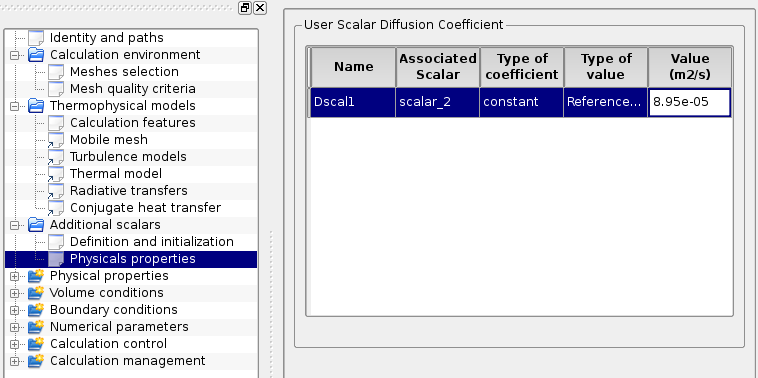 Identity and paths
Calculation environment
Meshes selection
Mesh quality criteria
Thermophysical models
Calculation features
Mobile mesh
Turbulence models
Thermal model
Radiative transfers
Conjugate heat transfer
Additional scalars
Definition and initialization
Physicals properties
Physical properties
Volume conditions
Boundary conditions
Numerical parameters
Calculation control
Calculation management
User Scalar Diffusion Coefficient
Name
Associated
Scalar
Type of
coefficient
Type of
value
Value
(m2/s)
Dscal1 scalar_2 constant Reference... 8.95e-05